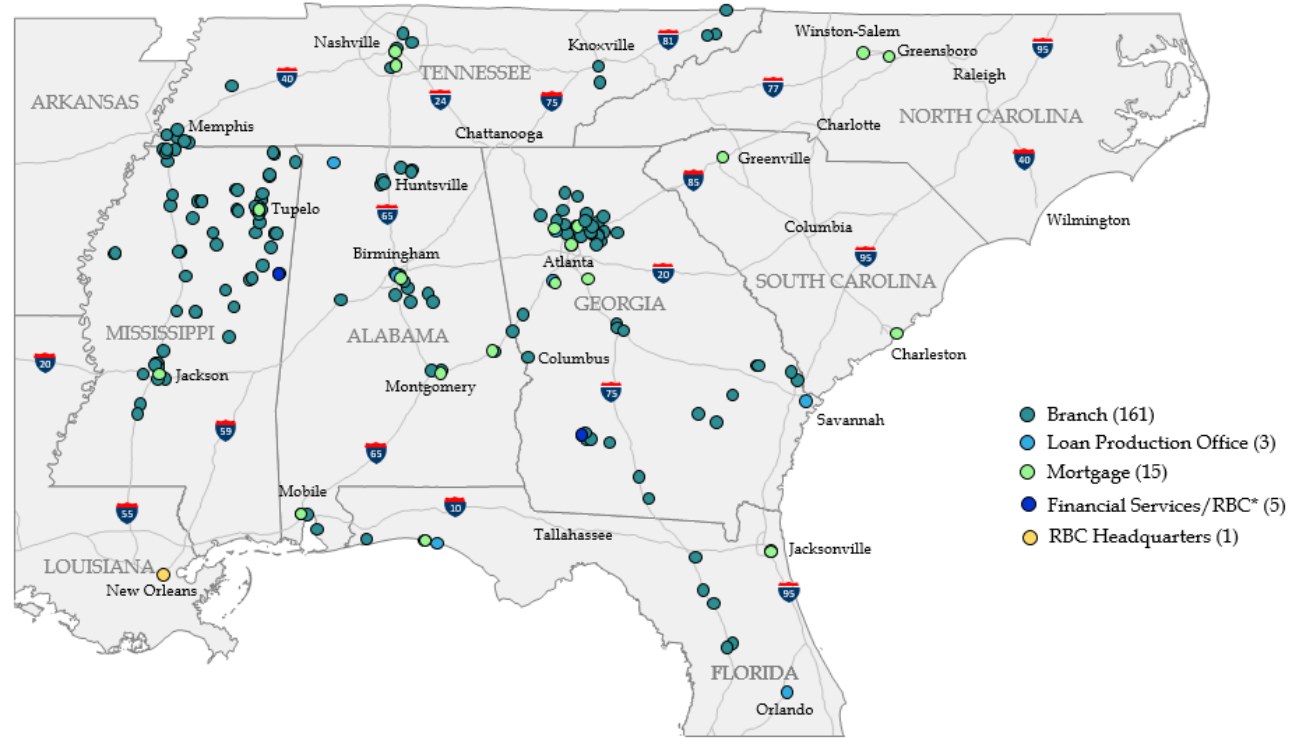 Winston-Salem
Nashville
Knoxville
81
95
Greensboro
TENNESSEE
Raleigh
40
77
24
75
ARKANSAS
NORTH CAROLINA
Memphis
Chattanooga
Charlotte
40
Greenville
85
Huntsville
Tupelo
65
Wilmington
Columbia
Birmingham
95
Atlanta
20
SOUTH CAROLINA
GEORGIA
MISSISSIPPI
ALABAMA
Charleston
20
Columbus
Jackson
Montgomery
75
Savannah
Branch (161)
59
Loan Production Office (3)
65
Mortgage (15)
Mobile
Financial Services/RBC* (5)
55
10
Tallahassee
RBC Headquarters (1)
Jacksonville
LOUISIANA
New Orleans
95
FLORIDA
Orlando